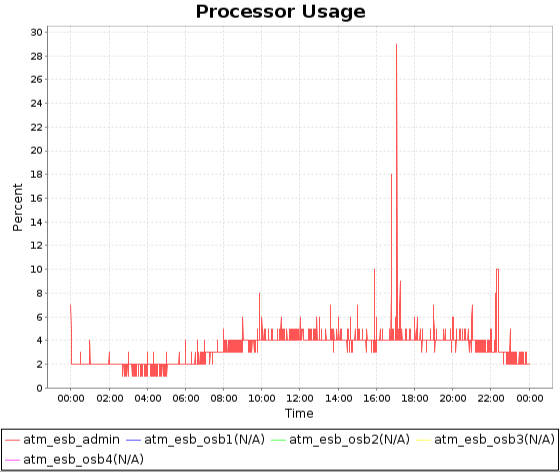 Processor Usage
30
28
26
24
22
20
18
16
14
12
10
8
6
4
2
0
Percent
00:00 02:00 04:00 06:00 08:00 10:00 12:00 14:00 16:00 18:00 20:00 22:00 00:00
Time
atm_esb_admin atm_esb_osb1(N/A) atm_esb_osb2(N/A) atm_esb_osb3(N/A)
atm_esb_osb4(N/A)